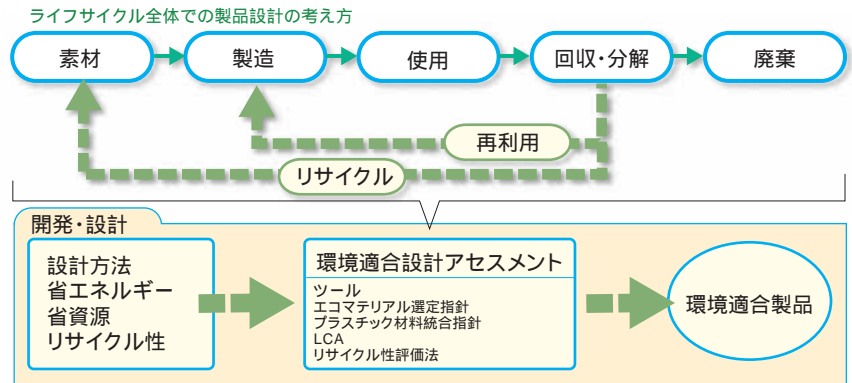 ライフサイクル全体での製品設計の考え方
素材
製造
使用
回収・分解
廃棄
再利用
リサイクル
開発・設計
設計方法
省エネルギー
省資源
リサイクル性
環境適合設計アセスメント
ツール
エコマテリアル選定指針
プラスチック材料統合指針
LCA
リサイクル性評価法
環境適合製品